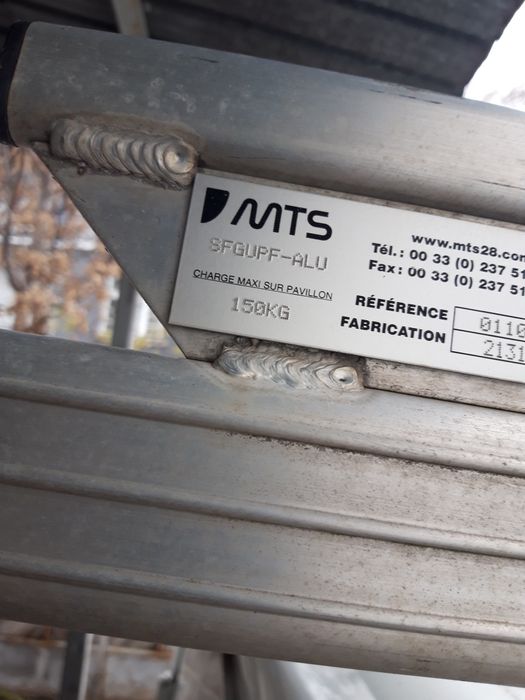 MTS
SFGUPF-ALU
CHARGE MAXI SUR PAVILLON
150KG
www.mts28.com
Tél.: 00 33 (0) 237 51
Fax: 00 33 (0) 237 51
RÉFÉRENCE 0110
FABRICATION 2131